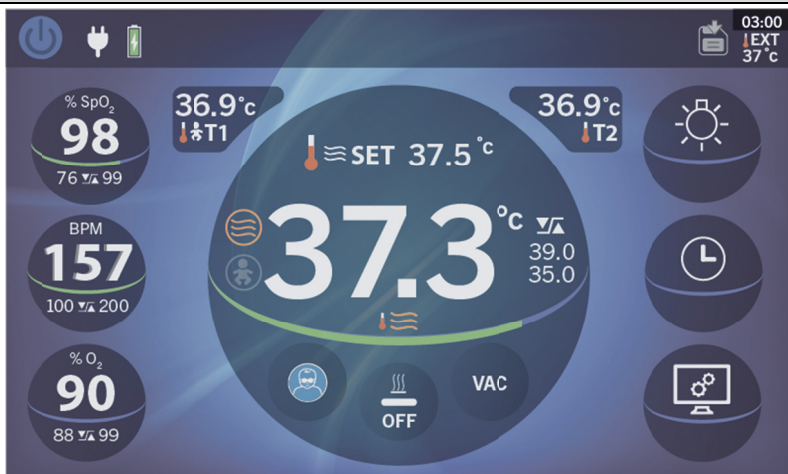 03:00
EXT
37°c
% SpO₂
98
76 99
36.9°c
T1
36.9°c
T2
SET 37.5°c
37.3°c
39.0
35.0
BPM
157
100 200
% O₂
90
88 99
OFF
VAC